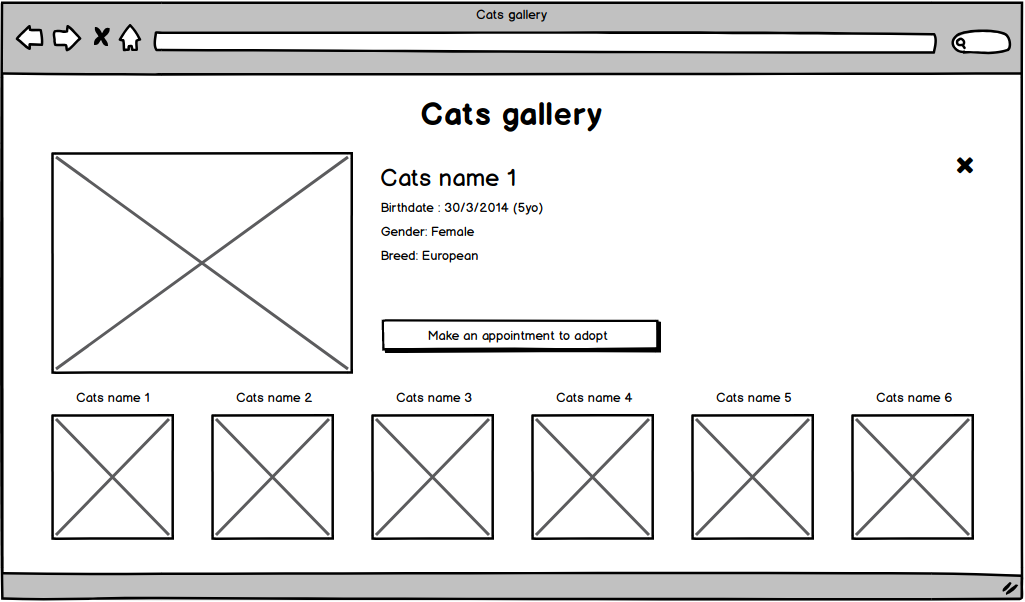 Cats gallery
Cats gallery
Cats name 1
Birthdate : 30/3/2014 (5yo)
Gender: Female
Breed: European
Make an appointment to adopt
Cats name 1
Cats name 2
Cats name 3
Cats name 4
Cats name 5
Cats name 6